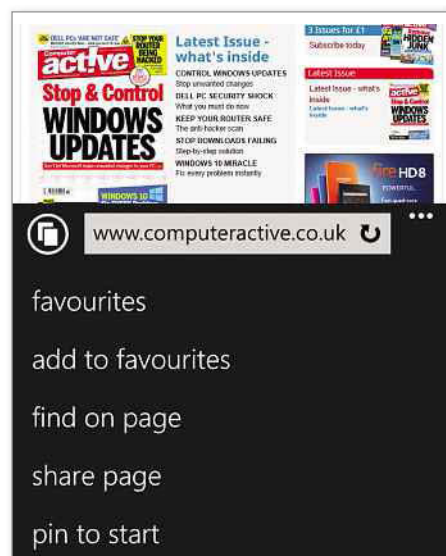 DELL PCs ARE NOT SAFE
STOP YOUR
ROUTER
BEING
HACKED
Computer
active
Stop & Control
WINDOWS
UPDATES
WINDOWS 10
Latest Issue -
what's inside
CONTROL WINDOWS UPDATES
Stop unwanted changes
DELL PC SECURITY SHOCK
What you must do now
KEEP YOUR ROUTER SAFE
The anti-hacker scan
STOP DOWNLOADS FAILING
Step-by-step solution
WINDOWS 10 MIRACLE
Fix every problem instantly
3 Issues for £1
Subscribe today
HIDDEN
JUNK
Latest Issue
Latest Issue - what's
inside
Latest Issue - what's
inside
active
Stop & Control
WINDOWS
UPDATES
fire HD8
POWERFUL.
www.computeractive.co.uk
favourites
add to favourites
find on page
share page
pin to start